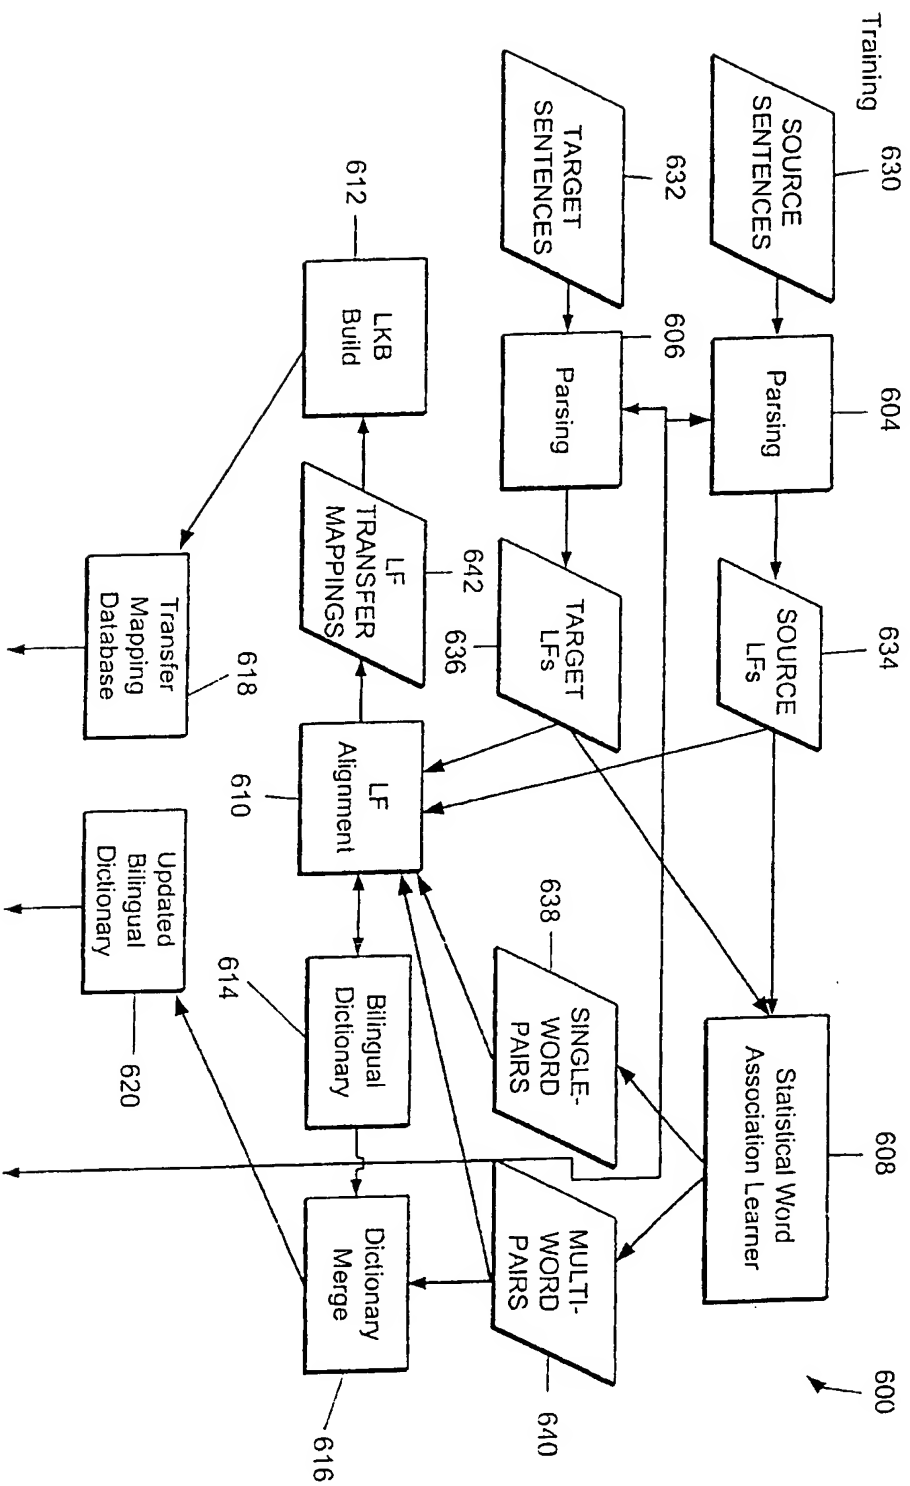 Training
630
SOURCE
SENTENCES
604
Parsing
634
SOURCE
LFs
608
Statistical Word
Association Learner
600
632
TARGET
SENTENCES
606
Parsing
636
TARGET
LFs
638
SINGLE-
WORD
PAIRS
MULTI-
WORD
PAIRS
640
612
LKB
Build
642
LF
TRANSFER
MAPPINGS
LF
Alignment
610
Bilingual
Dictionary
614
Dictionary
Merge
616
Transfer
Mapping
Database
618
Updated
Bilingual
Dictionary
620